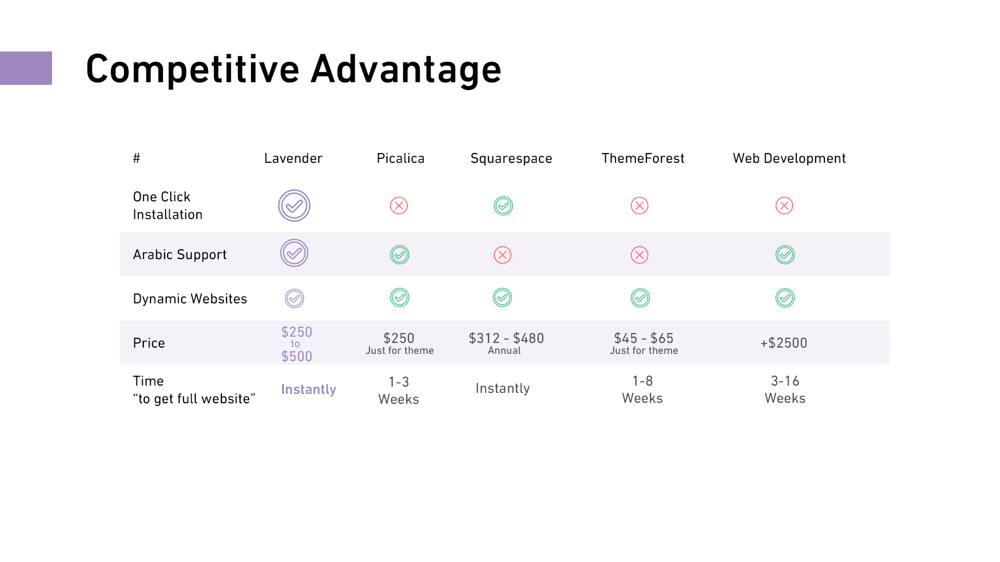 Competitive Advantage
# Lavender Picalica Squarespace ThemeForest Web Development
One Click
Installation
Arabic Support
Dynamic Websites
Price
$250
to
$500
$250
Just for theme
$312 - $480
Annual
$45 - $65
Just for theme
+$2500
Time
“to get full website”
Instantly
1-3
Weeks
Instantly
1-8
Weeks
3-16
Weeks